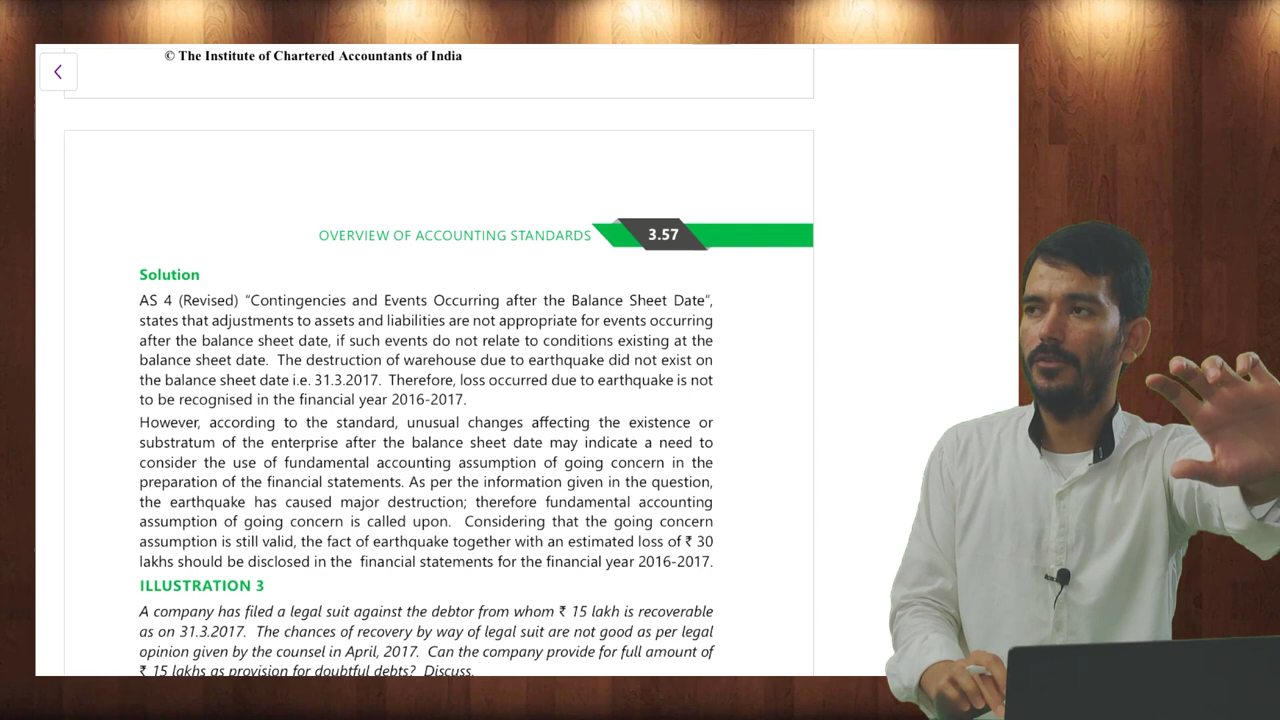 © The Institute of Chartered Accountants of India
OVERVIEW OF ACCOUNTING STANDARDS 3.57
Solution
AS 4 (Revised) “Contingencies and Events Occurring after the Balance Sheet Date”,
states that adjustments to assets and liabilities are not appropriate for events occurring
after the balance sheet date, if such events do not relate to conditions existing at the
balance sheet date. The destruction of warehouse due to earthquake did not exist on
the balance sheet date i.e. 31.3.2017. Therefore, loss occurred due to earthquake is not
to be recognised in the financial year 2016-2017.
However, according to the standard, unusual changes affecting the existence or
substratum of the enterprise after the balance sheet date may indicate a need to
consider the use of fundamental accounting assumption of going concern in the
preparation of the financial statements. As per the information given in the question,
the earthquake has caused major destruction; therefore fundamental accounting
assumption of going concern is called upon. Considering that the going concern
assumption is still valid, the fact of earthquake together with an estimated loss of ₹ 30
lakhs should be disclosed in the financial statements for the financial year 2016-2017.
ILLUSTRATION 3
A company has filed a legal suit against the debtor from whom ₹ 15 lakh is recoverable
as on 31.3.2017. The chances of recovery by way of legal suit are not good as per legal
opinion given by the counsel in April, 2017. Can the company provide for full amount of
₹ 15 lakhs as provision for doubtful debts? Discuss.